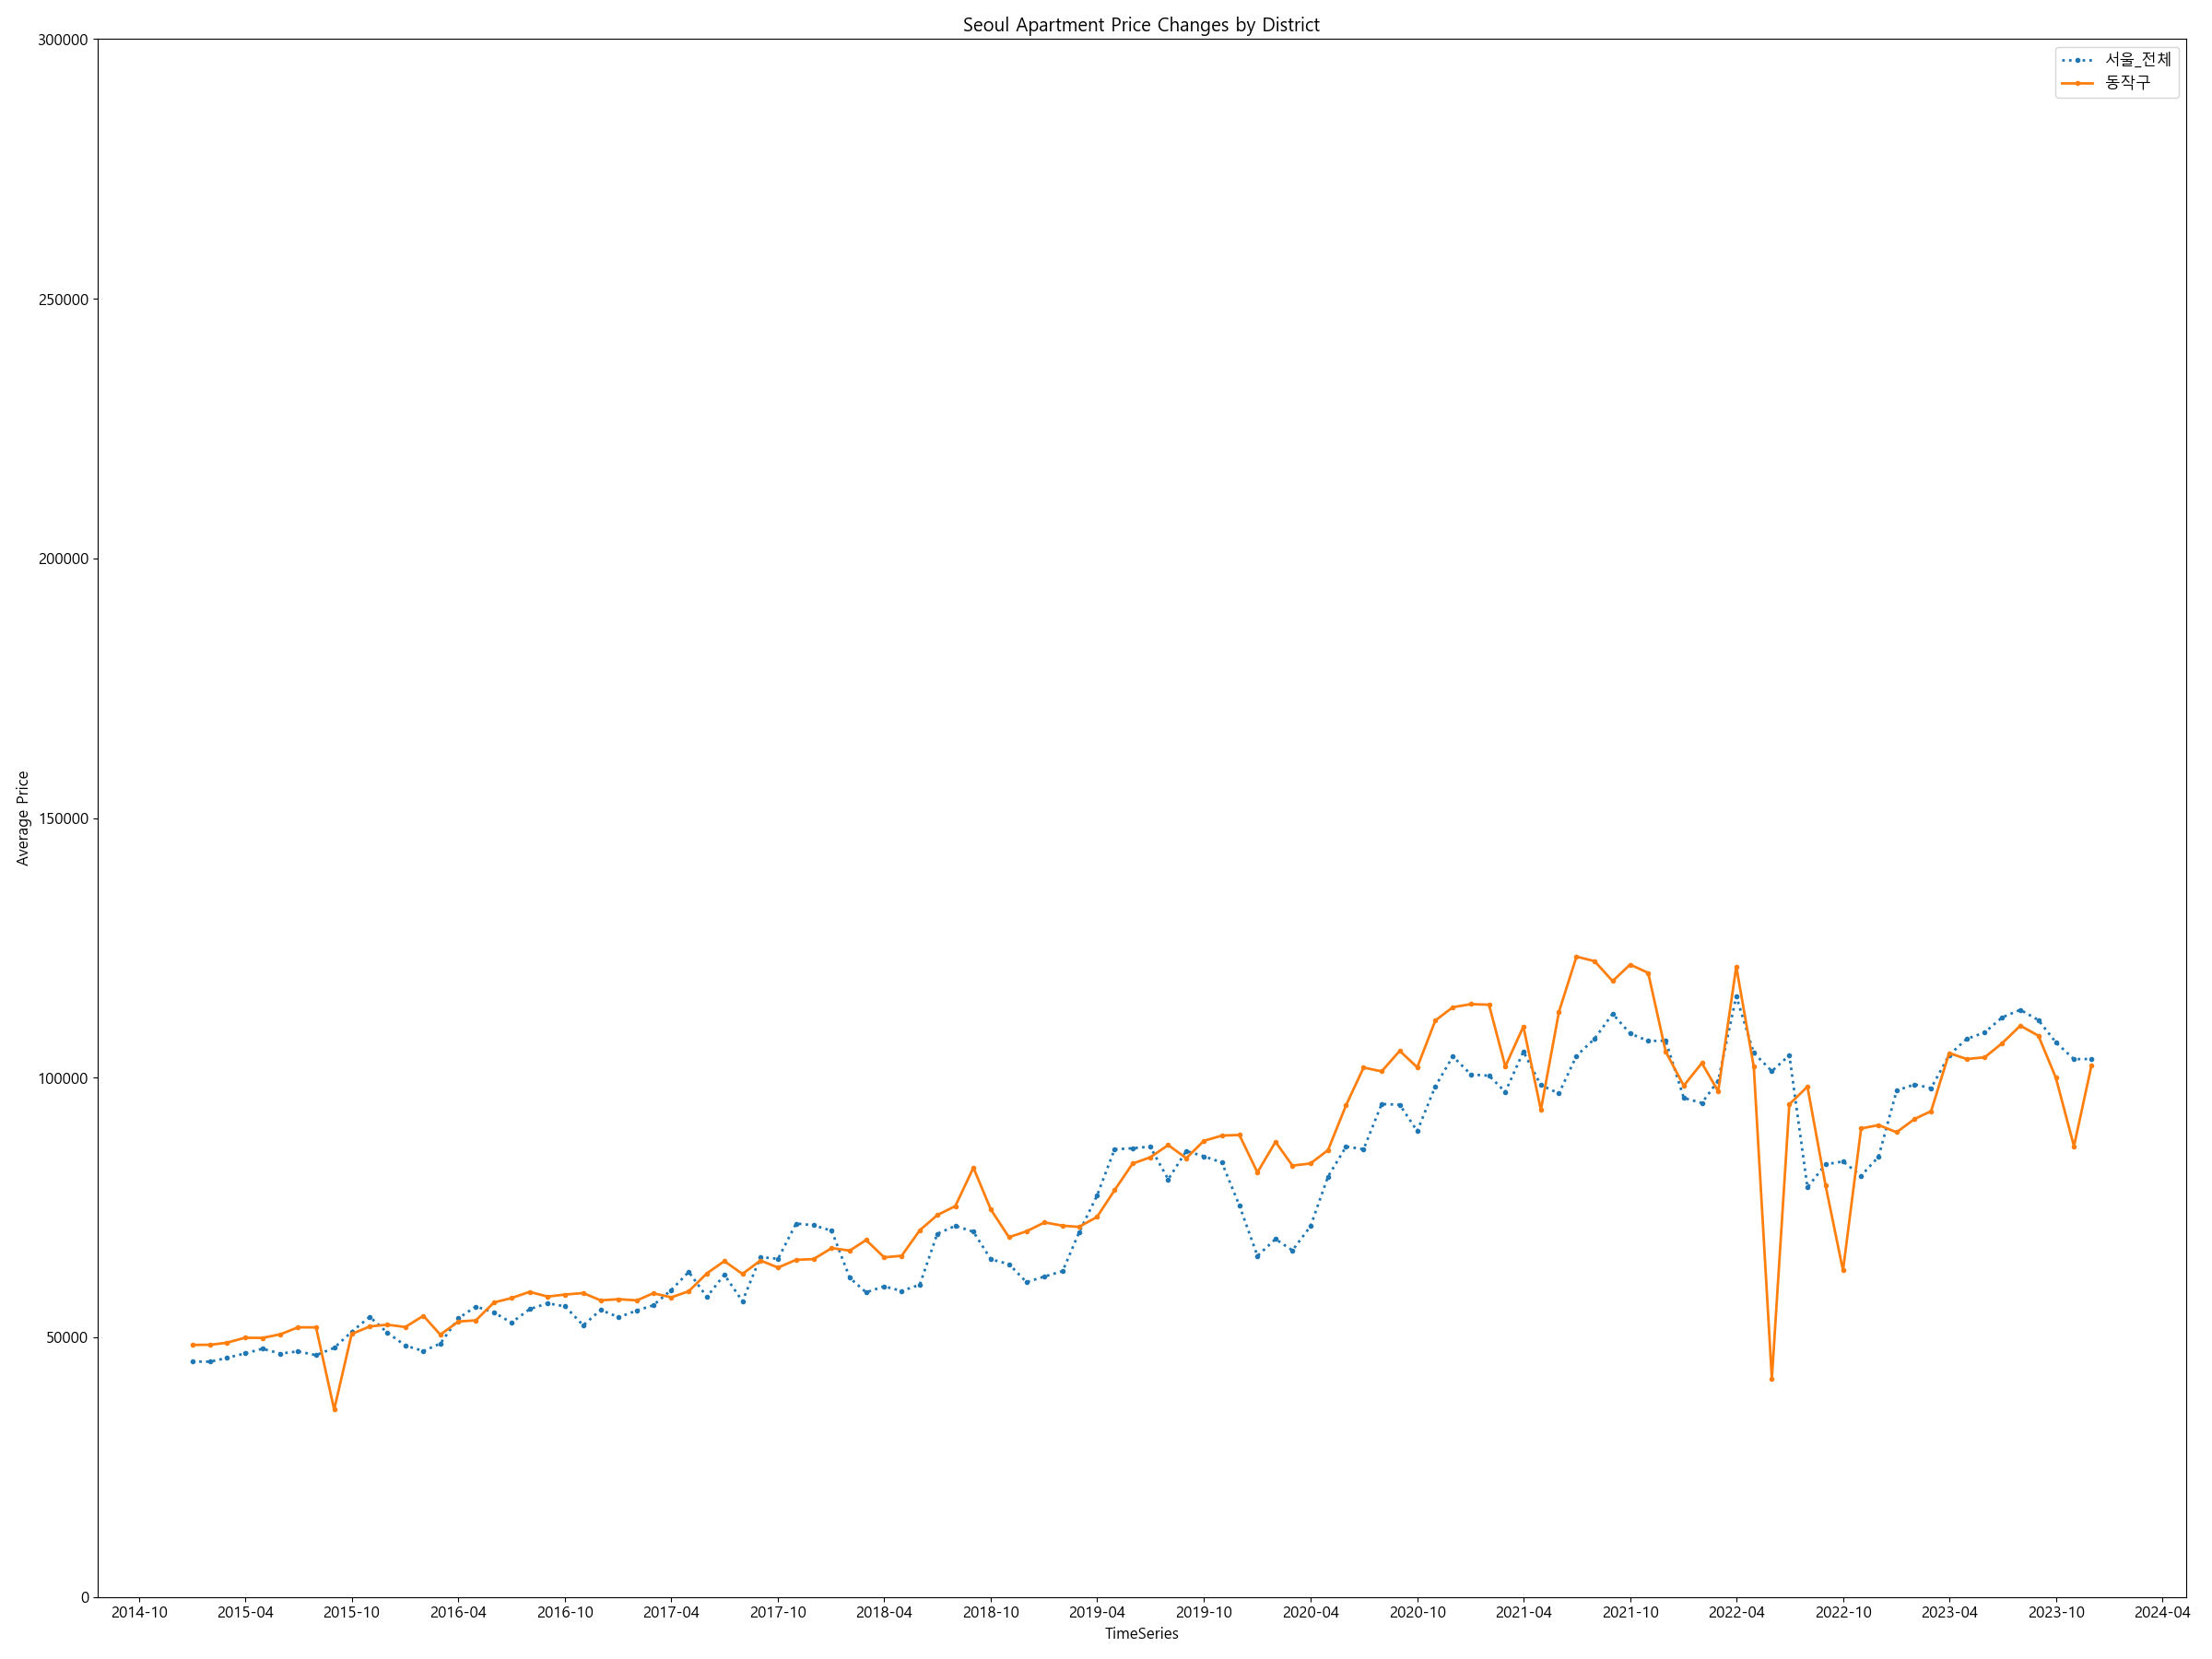 Seoul Apartment Price Changes by District
서울_전체
동작구
Average Price
300000
250000
200000
150000
100000
50000
0
2014-10 2015-04 2015-10 2016-04 2016-10 2017-04 2017-10 2018-04 2018-10 2019-04 2019-10 2020-04 2020-10 2021-04 2021-10 2022-04 2022-10 2023-04 2023-10 2024-04
TimeSeries